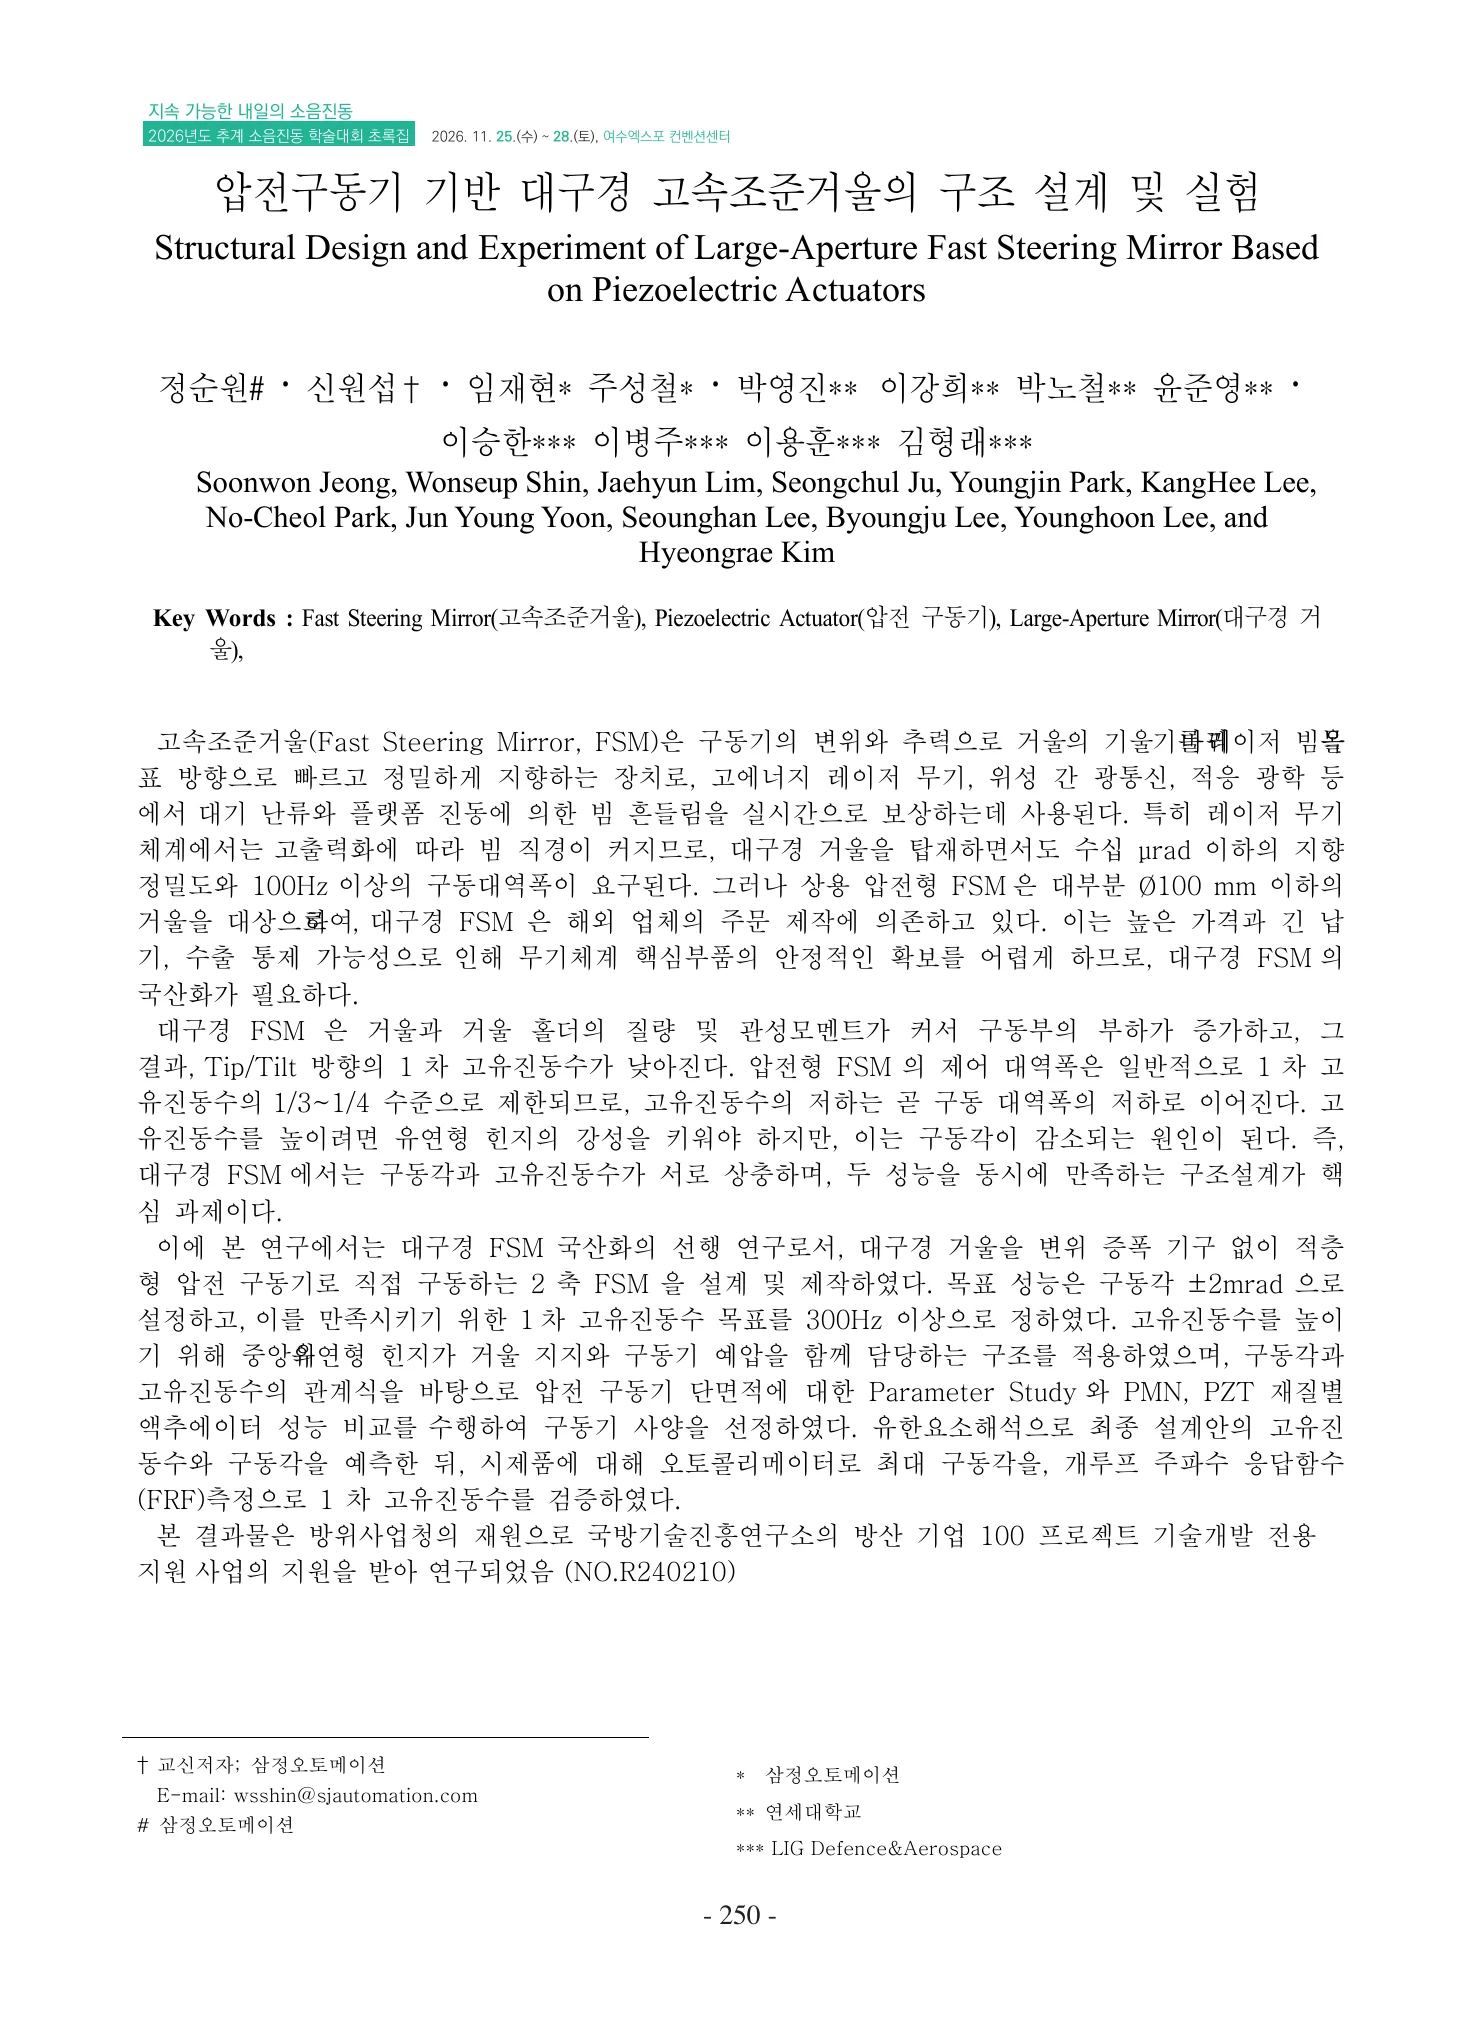 지속 가능한 내일의 소음진동
2026년도 추계 소음진동 학술대회 초록집 2026. 11. 25.(수) ~ 28.(토), 여수엑스포 컨벤션센터
압전구동기 기반 대구경 고속조준거울의 구조 설계 및 실험
Structural Design and Experiment of Large-Aperture Fast Steering Mirror Based
on Piezoelectric Actuators
정순원# · 신원섭† · 임재현* 주성철* · 박영진** 이강희** 박노철** 윤준영** ·
이승한*** 이병주*** 이용훈*** 김형래***
Soonwon Jeong, Wonseup Shin, Jaehyun Lim, Seongchul Ju, Youngjin Park, KangHee Lee,
No-Cheol Park, Jun Young Yoon, Seounghan Lee, Byoungju Lee, Younghoon Lee, and
Hyeongrae Kim
Key Words : Fast Steering Mirror(고속조준거울), Piezoelectric Actuator(압전 구동기), Large-Aperture Mirror(대구경 거
울),
고속조준거울(Fast Steering Mirror, FSM)은 구동기의 변위와 추력으로 거울의 기울기를 레이저 빔을
표 방향으로 빠르고 정밀하게 지향하는 장치로, 고에너지 레이저 무기, 위성 간 광통신, 적응 광학 등
에서 대기 난류와 플랫폼 진동에 의한 빔 흔들림을 실시간으로 보상하는데 사용된다. 특히 레이저 무기
체계에서는 고출력화에 따라 빔 직경이 커지므로, 대구경 거울을 탑재하면서도 수십 µrad 이하의 지향
정밀도와 100Hz 이상의 구동대역폭이 요구된다. 그러나 상용 압전형 FSM은 대부분 Ø100 mm 이하의
거울을 대상으로 하여, 대구경 FSM 은 해외 업체의 주문 제작에 의존하고 있다. 이는 높은 가격과 긴 납
기, 수출 통제 가능성으로 인해 무기체계 핵심부품의 안정적인 확보를 어렵게 하므로, 대구경 FSM 의
국산화가 필요하다.
대구경 FSM 은 거울과 거울 홀더의 질량 및 관성모멘트가 커서 구동부의 부하가 증가하고, 그
결과, Tip/Tilt 방향의 1 차 고유진동수가 낮아진다. 압전형 FSM 의 제어 대역폭은 일반적으로 1 차 고
유진동수의 1/3~1/4 수준으로 제한되므로, 고유진동수의 저하는 곧 구동 대역폭의 저하로 이어진다. 고
유진동수를 높이려면 유연형 힌지의 강성을 키워야 하지만, 이는 구동각이 감소되는 원인이 된다. 즉,
대구경 FSM에서는 구동각과 고유진동수가 서로 상충하며, 두 성능을 동시에 만족하는 구조설계가 핵
심 과제이다.
이에 본 연구에서는 대구경 FSM 국산화의 선행 연구로서, 대구경 거울을 변위 증폭 기구 없이 적층
형 압전 구동기로 직접 구동하는 2 축 FSM 을 설계 및 제작하였다. 목표 성능은 구동각 ±2mrad 으로
설정하고, 이를 만족시키기 위한 1차 고유진동수 목표를 300Hz 이상으로 정하였다. 고유진동수를 높이
기 위해 중앙의 유연형 힌지가 거울 지지와 구동기 예압을 함께 담당하는 구조를 적용하였으며, 구동각과
고유진동수의 관계식을 바탕으로 압전 구동기 단면적에 대한 Parameter Study와 PMN, PZT 재질별
액추에이터 성능 비교를 수행하여 구동기 사양을 선정하였다. 유한요소해석으로 최종 설계안의 고유진
동수와 구동각을 예측한 뒤, 시제품에 대해 오토콜리메이터로 최대 구동각을, 개루프 주파수 응답함수
(FRF)측정으로 1 차 고유진동수를 검증하였다.
본 결과물은 방위사업청의 재원으로 국방기술진흥연구소의 방산 기업 100 프로젝트 기술개발 전용
지원사업의 지원을 받아 연구되었음 (NO.R240210)
† 교신저자; 삼정오토메이션
E-mail: wsshin@sjautomation.com
# 삼정오토메이션
* 삼정오토메이션
** 연세대학교
*** LIG Defence&Aerospace
- 250 -